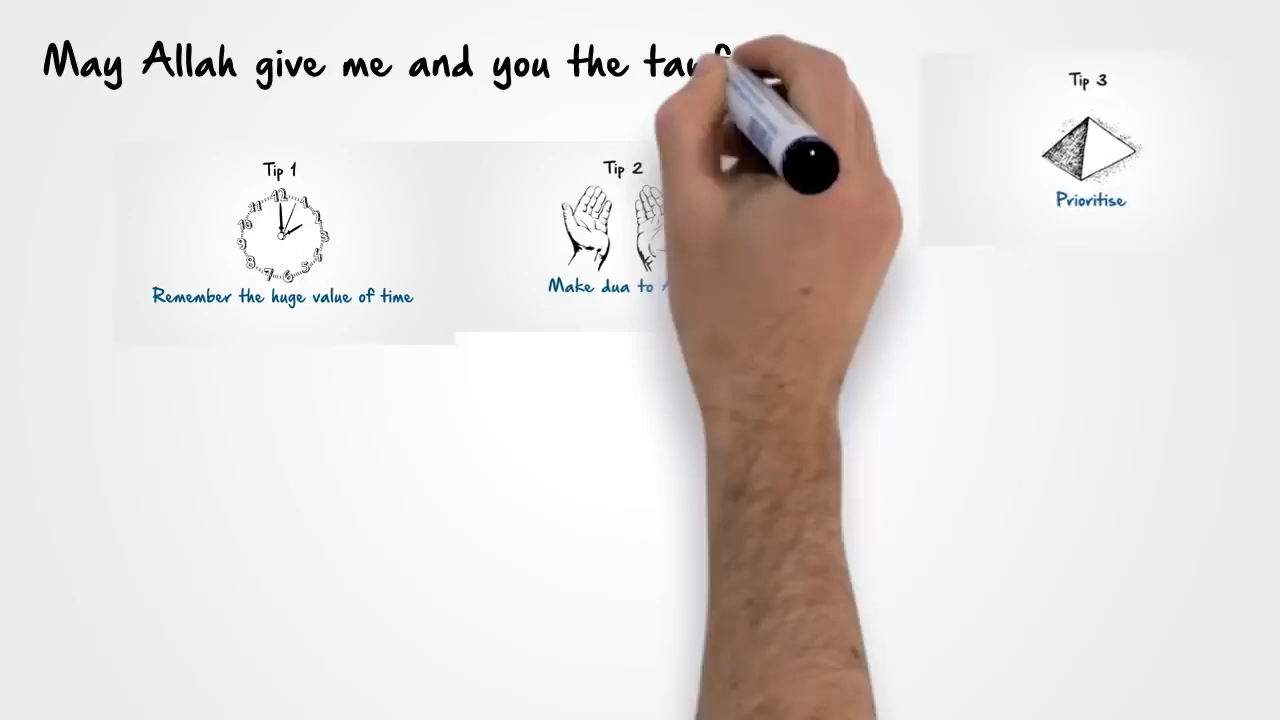 May Allah give me and you the
Tip 1
Remember the huge value of time
Tip 2
Make dua to
Tip 3
Prioritise